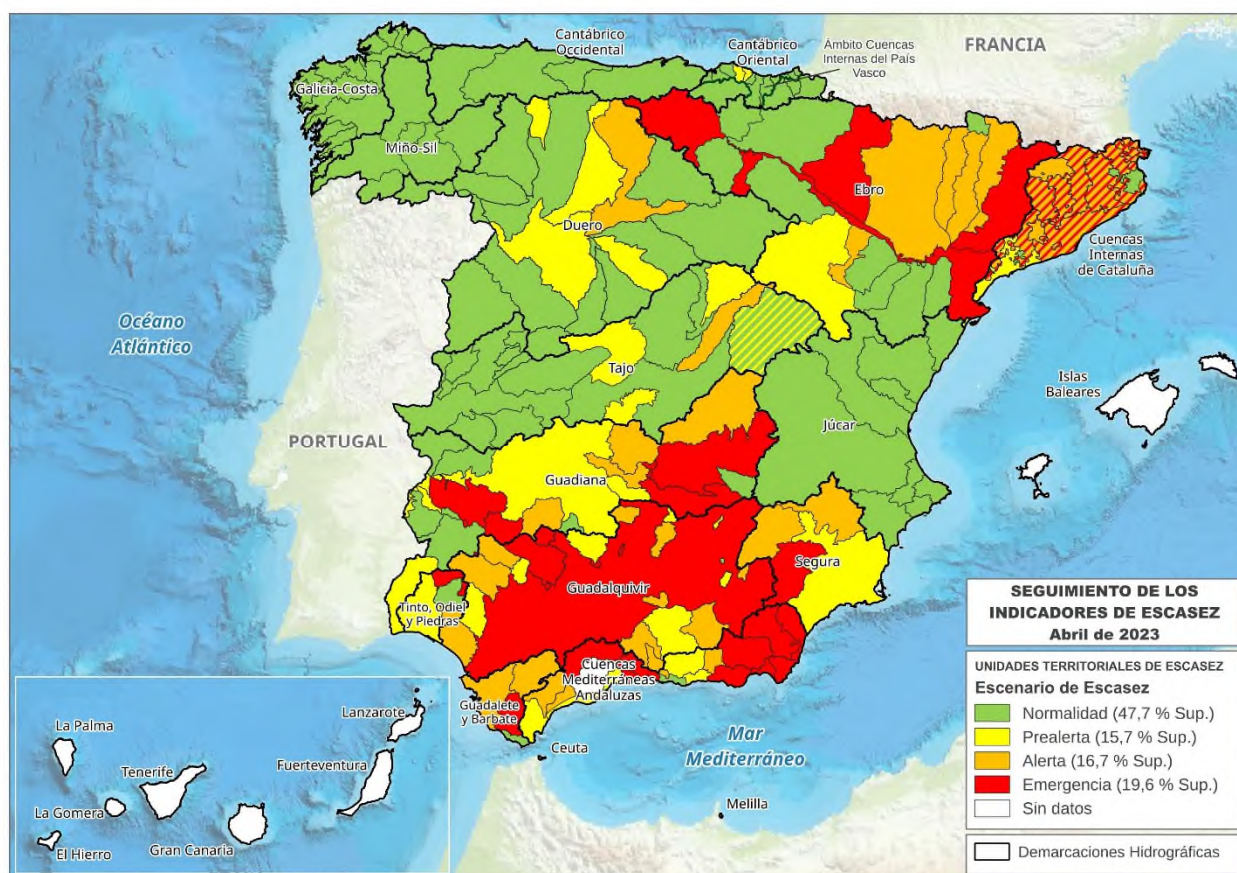 Cantábrico
Occidental
Cantábrico
Oriental
Ámbito Cuencas
Internas del País
Vasco
FRANCIA
Galicia-Costa
Miño-Sil
Ebro
Duero
Cuencas
Internas
de Cataluña
Océano
Atlántico
Tajo
Islas
Baleares
PORTUGAL
Júcar
Guadiana
Segura
Guadalquivir
Tinto, Odiel
y Piedras
Cuencas
Mediterráneas
Andaluzas
Guadalete
y Barbate
Ceuta
Mar
Mediterráneo
Melilla
La Palma
Lanzarote
Tenerife
Fuerteventura
La Gomera
El Hierro
Gran Canaria
SEGUIMIENTO DE LOS
INDICADORES DE ESCASEZ
Abril de 2023
UNIDADES TERRITORIALES DE ESCASEZ
Escenario de Escasez
Normalidad (47,7 % Sup.)
Prealerta (15,7 % Sup.)
Alerta (16,7 % Sup.)
Emergencia (19,6 % Sup.)
Sin datos
Demarcaciones Hidrográficas